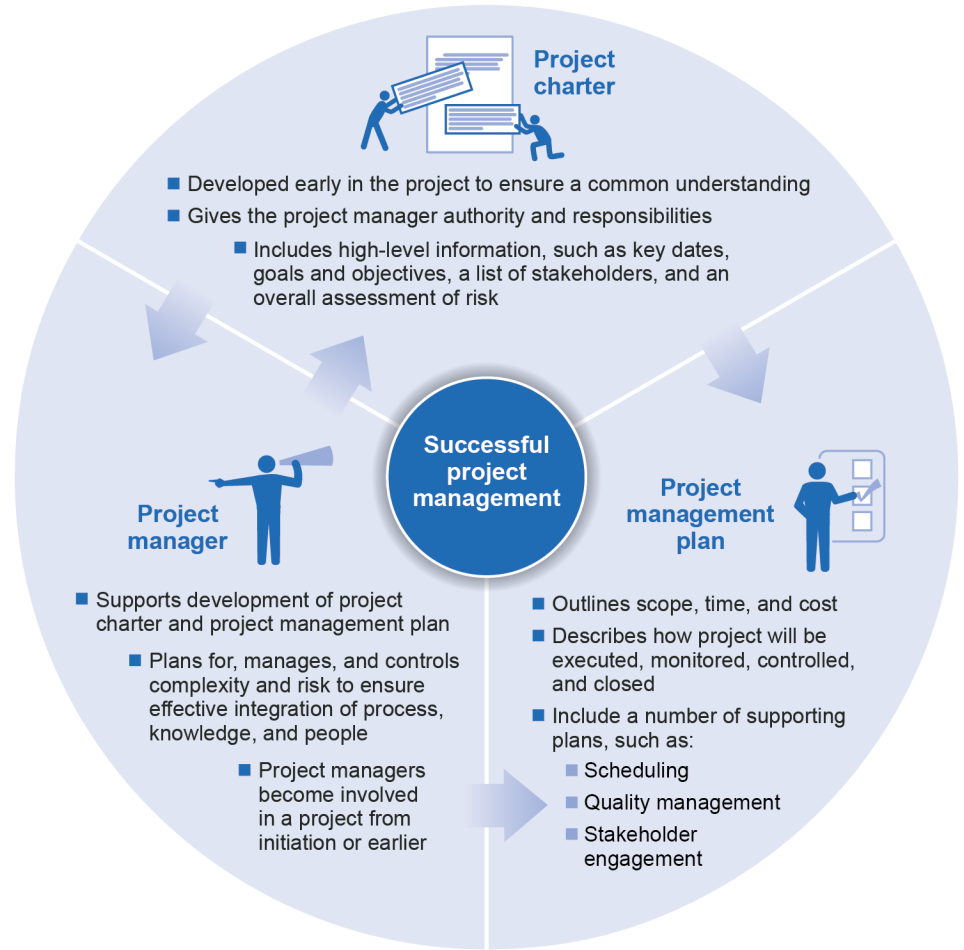 Project
charter
■ Developed early in the project to ensure a common understanding
■ Gives the project manager authority and responsibilities
■ Includes high-level information, such as key dates,
goals and objectives, a list of stakeholders, and an
overall assessment of risk
Successful
project
management
Project
manager
■ Supports development of project
charter and project management plan
■ Plans for, manages, and controls
complexity and risk to ensure
effective integration of process,
knowledge, and people
■ Project managers
become involved
in a project from
initiation or earlier
Project
management
plan
■ Outlines scope, time, and cost
■ Describes how project will be
executed, monitored, controlled,
and closed
■ Include a number of supporting
plans, such as:
■ Scheduling
■ Quality management
■ Stakeholder
engagement